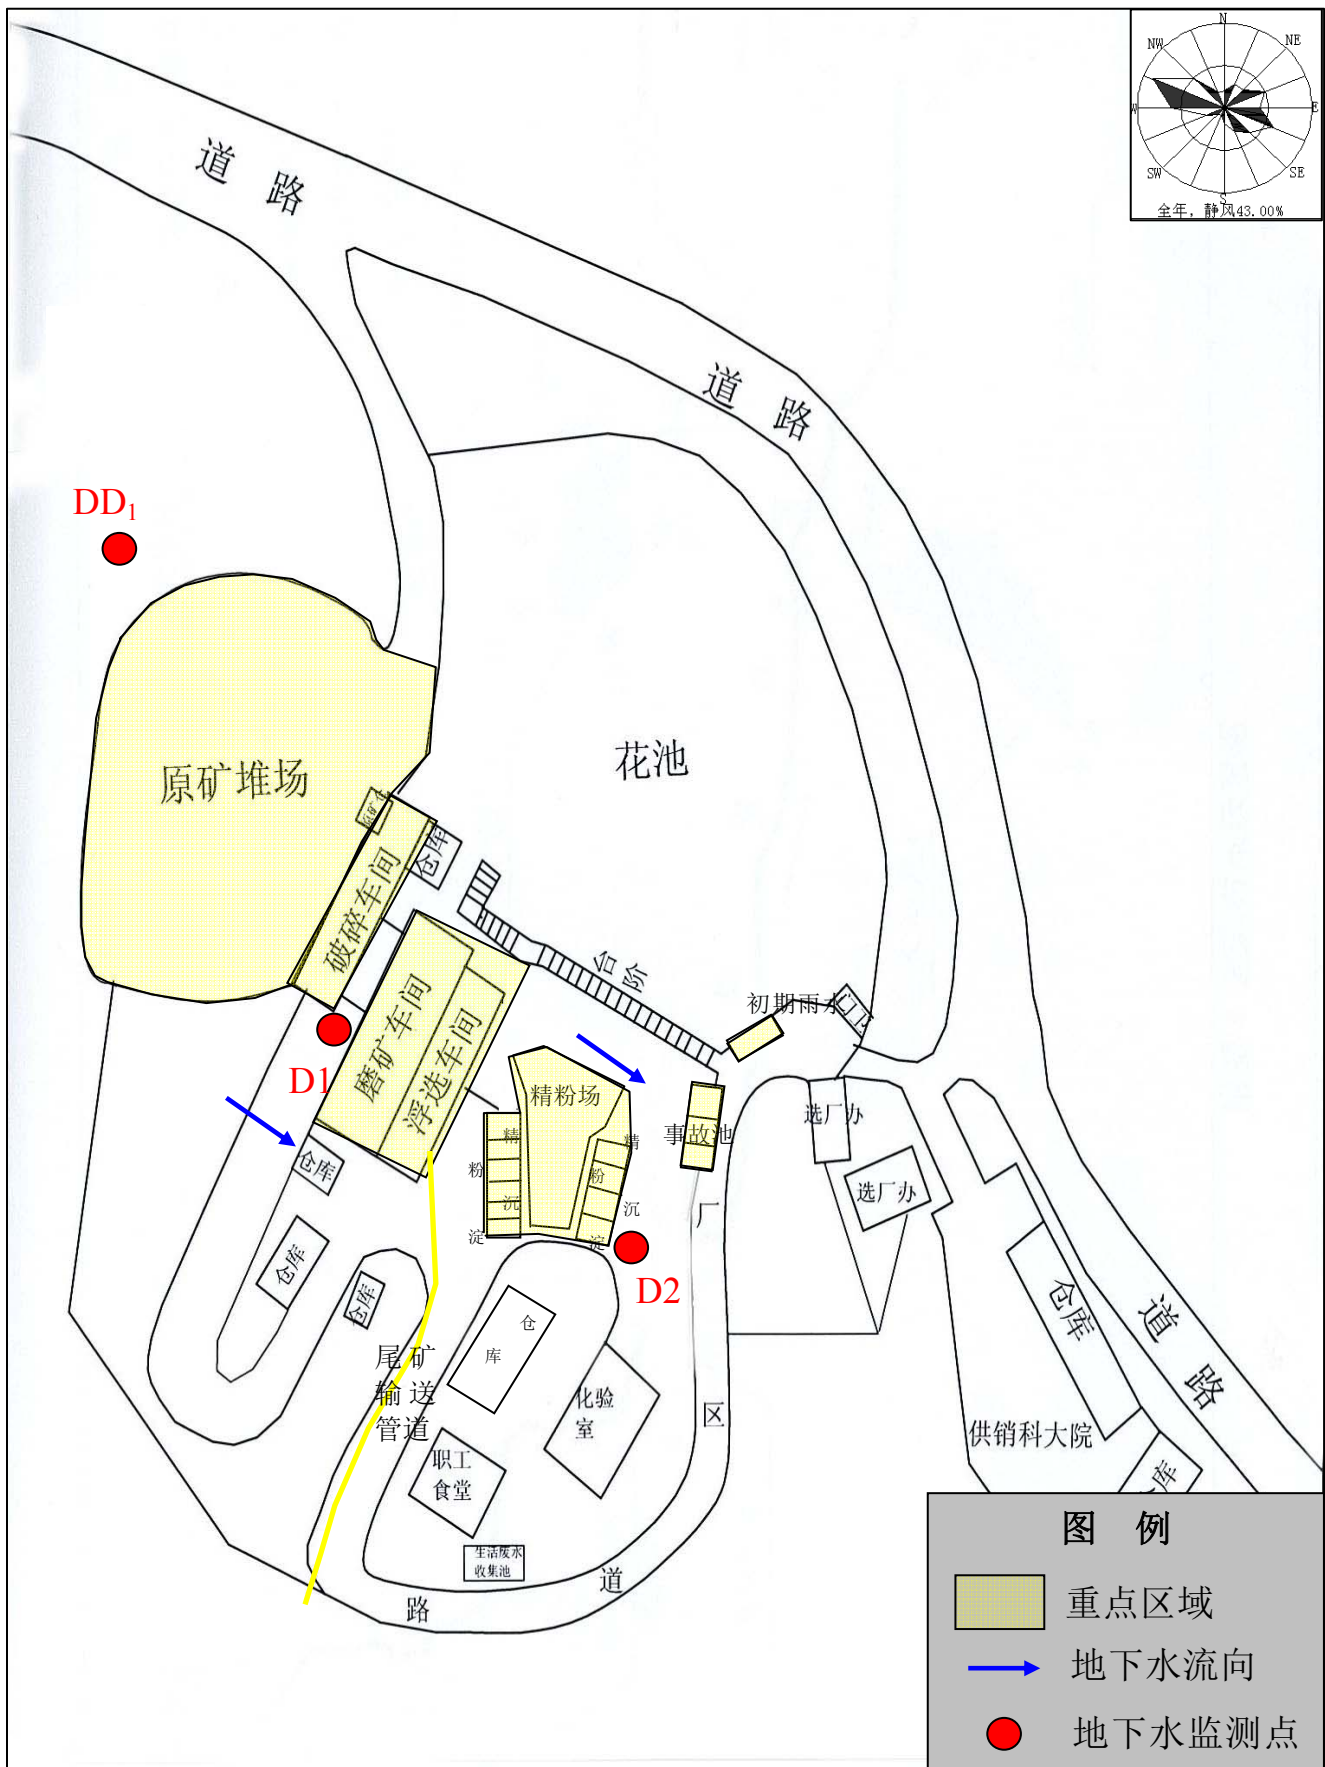 N
NW
NE
W
E
SW
SE
S
全年，静风43.00%
道路
道路
DD₁
花池
原矿堆场
仓库
破碎车间
台阶
初期雨水
门卫
磨矿车间
浮选车间
D1
精粉场
选厂办
事故池
精粉沉淀
精粉沉淀
仓库
选厂办
厂区道路
仓库
仓库
D2
仓库
仓库
道路
尾矿
输送
管道
化验
室
供销科大院
职工
食堂
生活废水
收集池
图 例
重点区域
地下水流向
地下水监测点